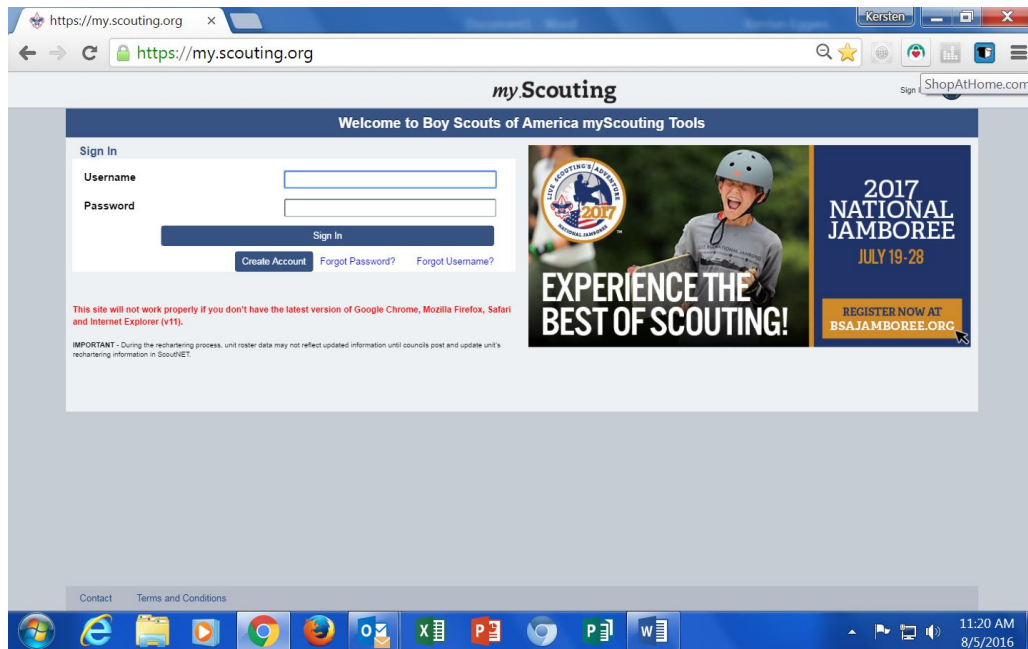 https://my.scouting.org
Kersten
https://my.scouting.org
my.Scouting
Sign
ShopAtHome.com
Welcome to Boy Scouts of America myScouting Tools
Sign In
Username
Password
Sign In
Create Account Forgot Password? Forgot Username?
This site will not work properly if you don't have the latest version of Google Chrome, Mozilla Firefox, Safari
and Internet Explorer (v11).
IMPORTANT - During the rechartering process, unit roster data may not reflect updated information until councils post and update unit's
rechartering information in ScoutNET.
LIVE SCOUTING'S ADVENTURE
2017
NATIONAL JAMBOREE
EXPERIENCE THE
BEST OF SCOUTING!
2017
NATIONAL
JAMBOREE
JULY 19-28
REGISTER NOW AT
BSAJAMBOREE.ORG
Contact Terms and Conditions
11:20 AM
8/5/2016